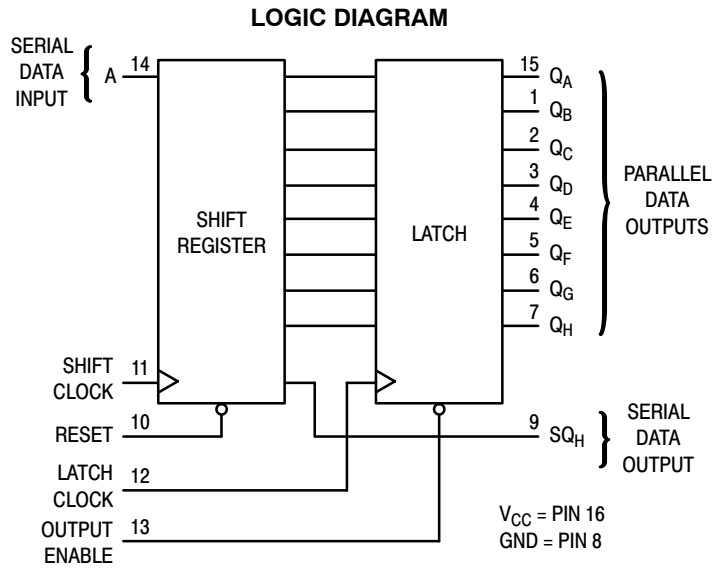 LOGIC DIAGRAM
SERIAL
DATA
INPUT
A
14
SHIFT
REGISTER
LATCH
15 QA
1 QB
2 QC
3 QD
4 QE
5 QF
6 QG
7 QH
PARALLEL
DATA
OUTPUTS
SHIFT
CLOCK
11
RESET
10
LATCH
CLOCK
12
OUTPUT
ENABLE
13
9 SQH
SERIAL
DATA
OUTPUT
VCC = PIN 16
GND = PIN 8